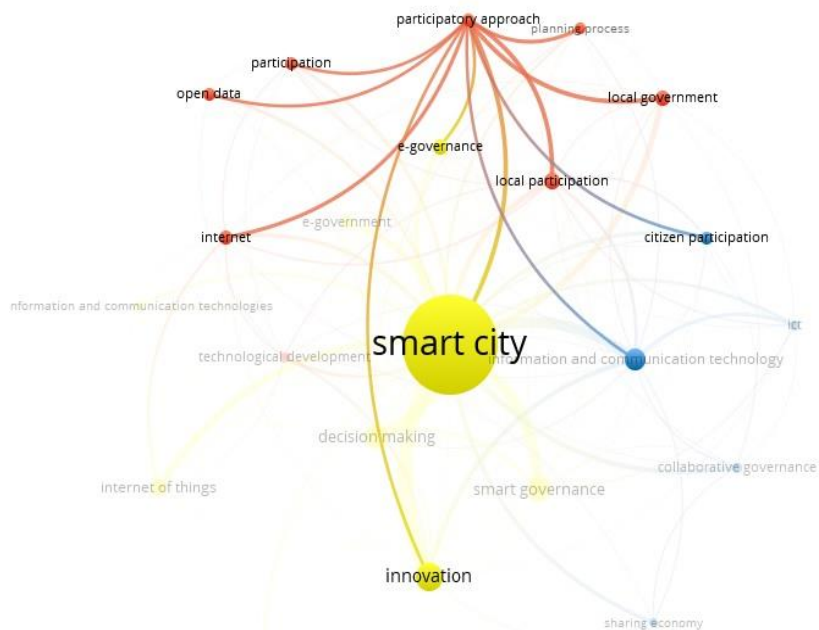 participatory approach
planning process
participation
open data
local government
e-governance
local participation
e-government
internet
citizen participation
nformation and communication technologies
ict
smart city
technological development
information and communication technology
decision making
collaborative governance
internet of things
smart governance
innovation
sharing economy